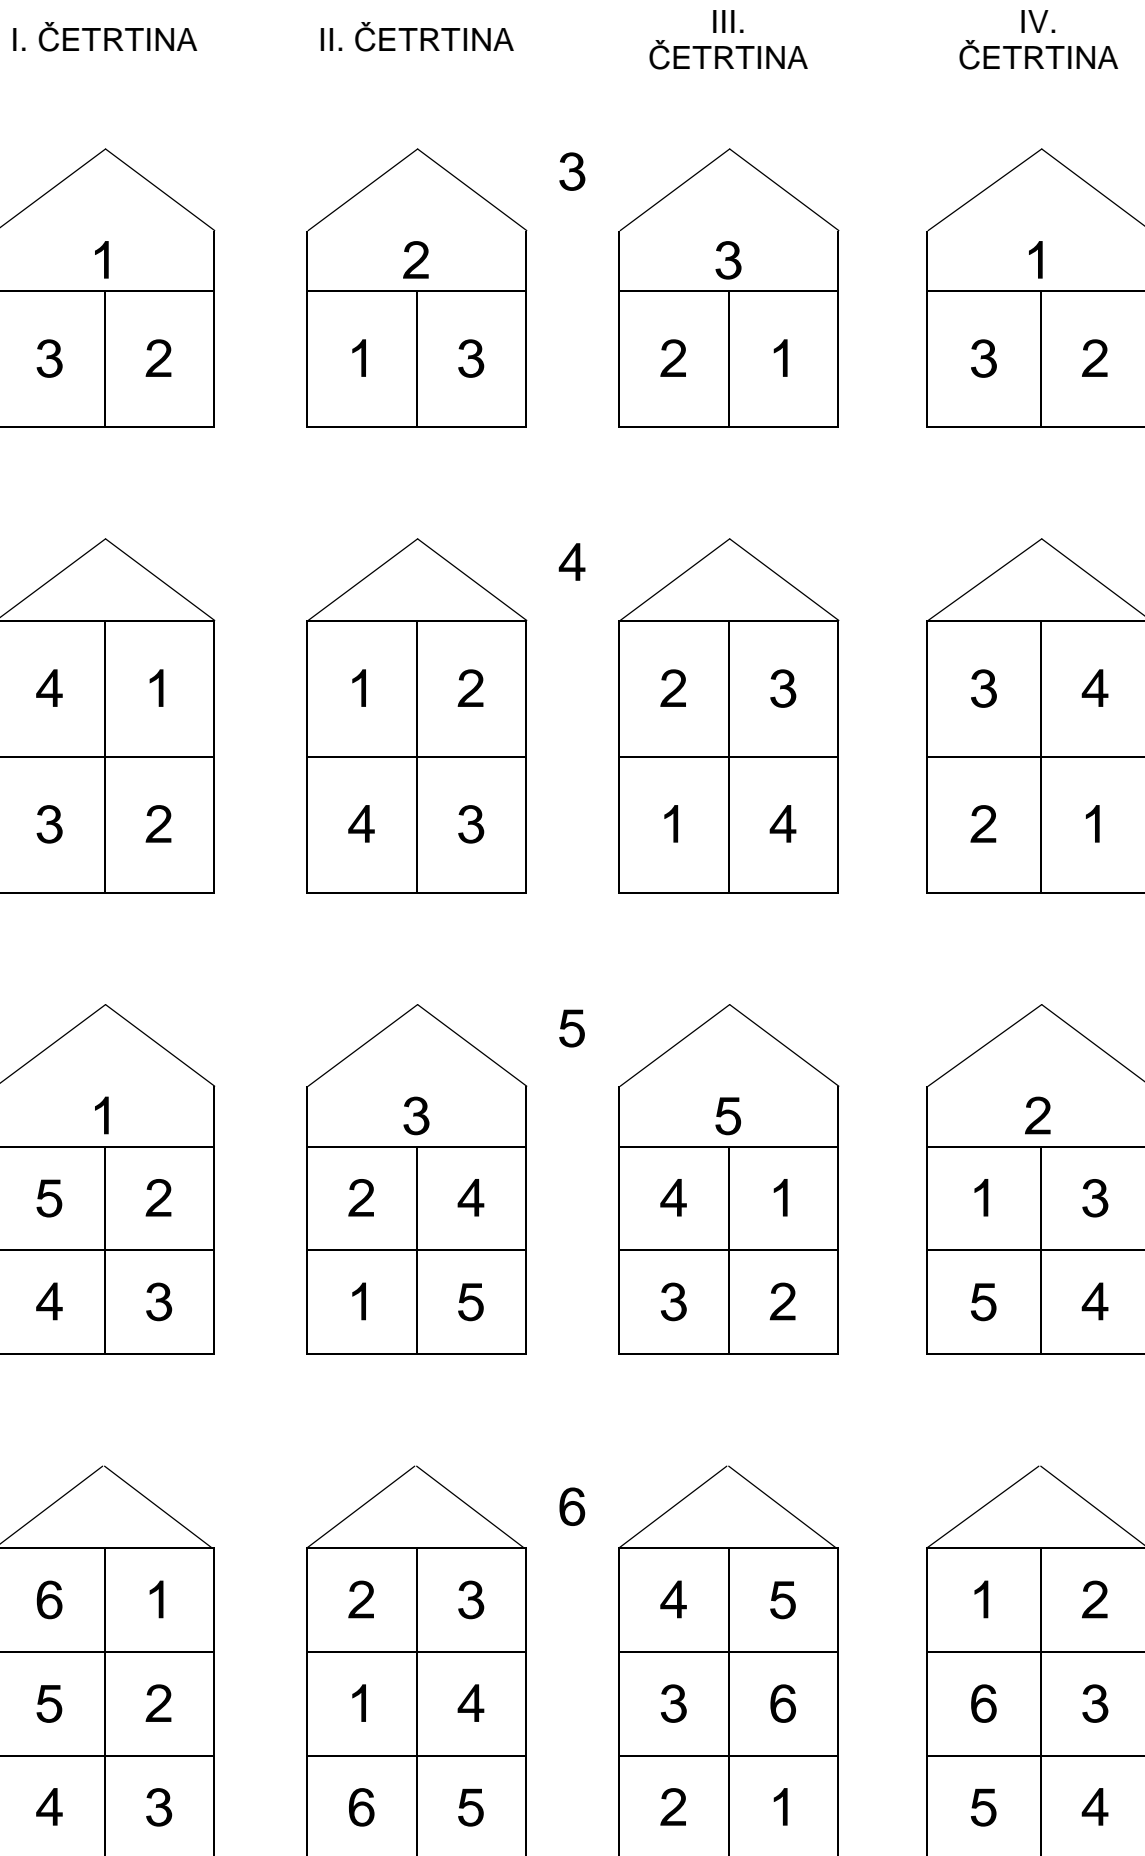 I. ČETRTINA II. ČETRTINA III. ČETRTINA IV. ČETRTINA
3
1 2 3 1
3 2 1 3 2 1 3 2
4
4 1 1 2 2 3 3 4
3 2 4 3 1 4 2 1
5
1 3 5 2
5 2 2 4 4 1 1 3
4 3 1 5 3 2 5 4
6
6 1 2 3 4 5 1 2
5 2 1 4 3 6 6 3
4 3 6 5 2 1 5 4